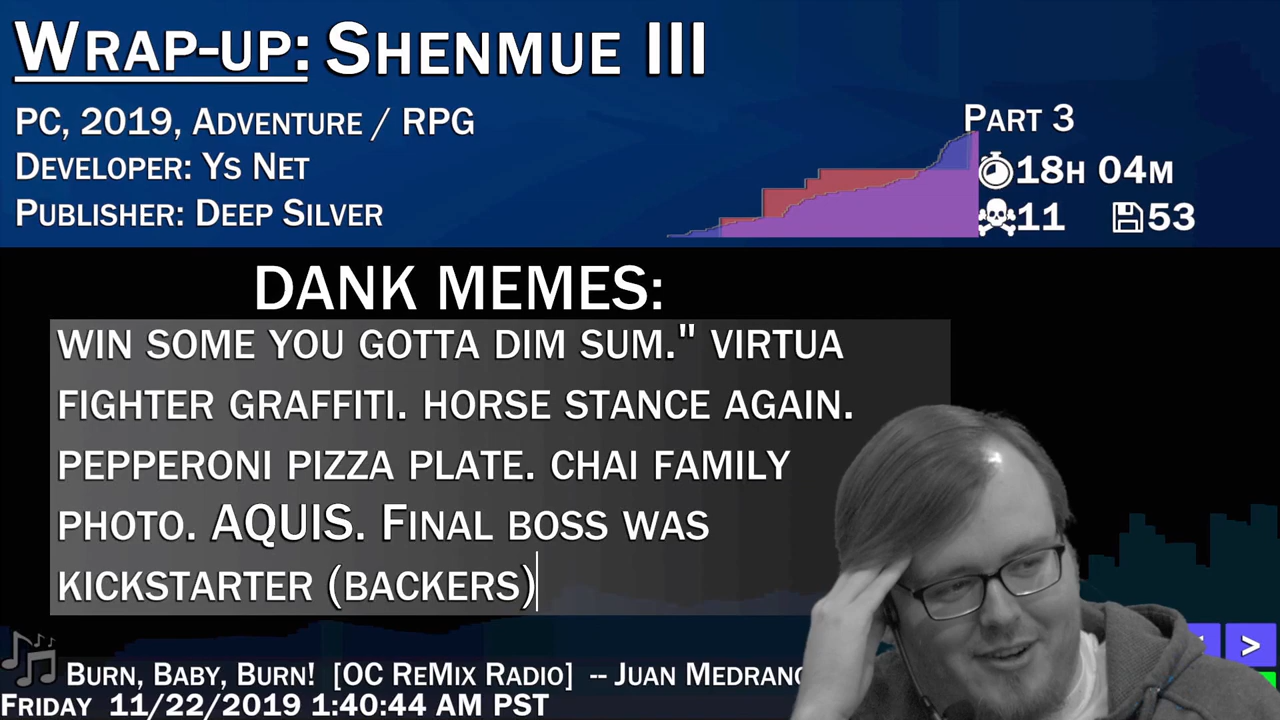 WRAP-UP: SHENMUE III
PC, 2019, ADVENTURE / RPG
DEVELOPER: YS NET
PUBLISHER: DEEP SILVER
PART 3
18H 04M
11 53
DANK MEMES:
WIN SOME YOU GOTTA DIM SUM." VIRTUA
FIGHTER GRAFFITI. HORSE STANCE AGAIN.
PEPPERONI PIZZA PLATE. CHAI FAMILY
PHOTO. AQUIS. FINAL BOSS WAS
KICKSTARTER (BACKERS)
>
BURN, BABY, BURN! [OC REMIX RADIO] -- JUAN
FRIDAY 11/22/2019 1:40:44 AM PST